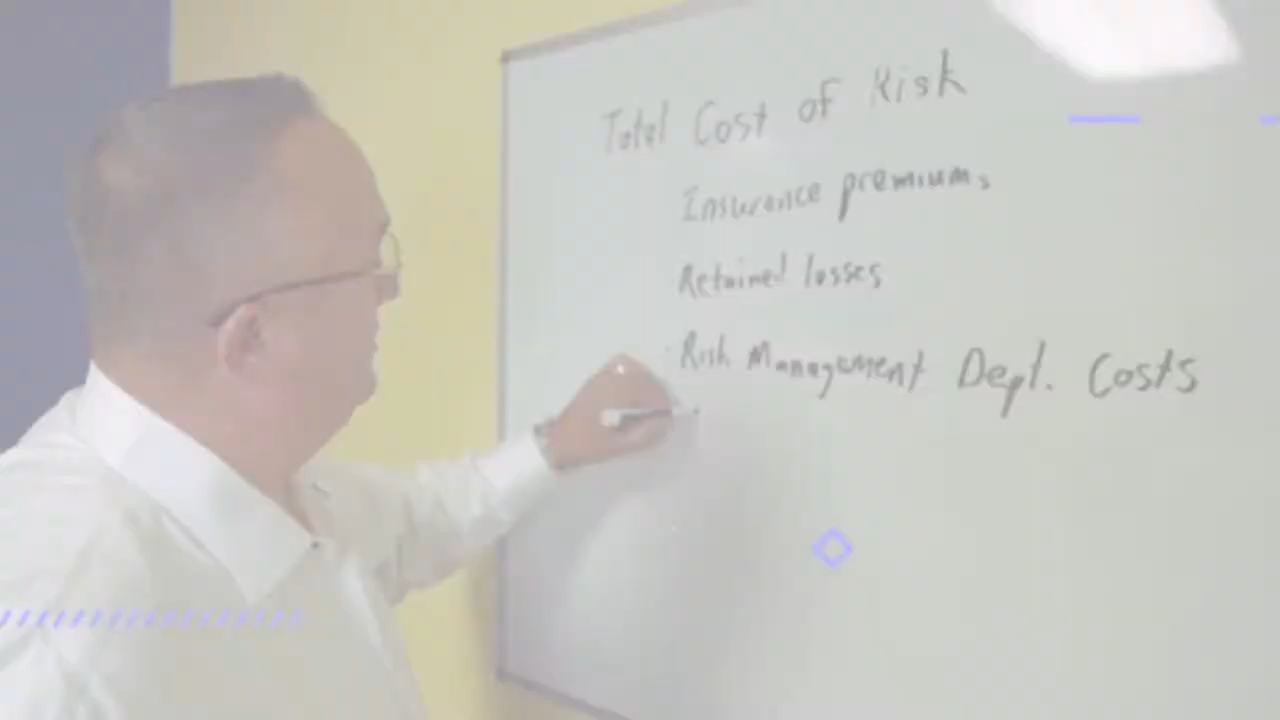 Total Cost of Risk
Insurance premiums
Retained losses
Risk Management Dept. Costs